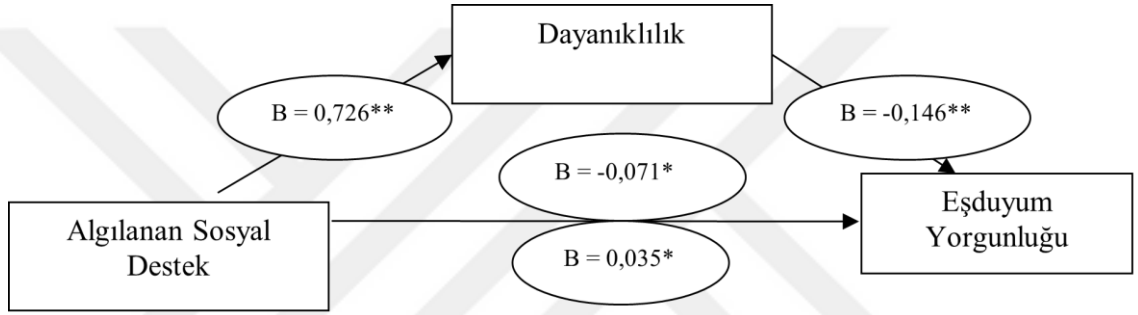 Dayanıklılık
B = 0,726**
B = -0,146**
B = -0,071*
Algılanan Sosyal
Destek
Eşduyum
Yorgunluğu
B = 0,035*